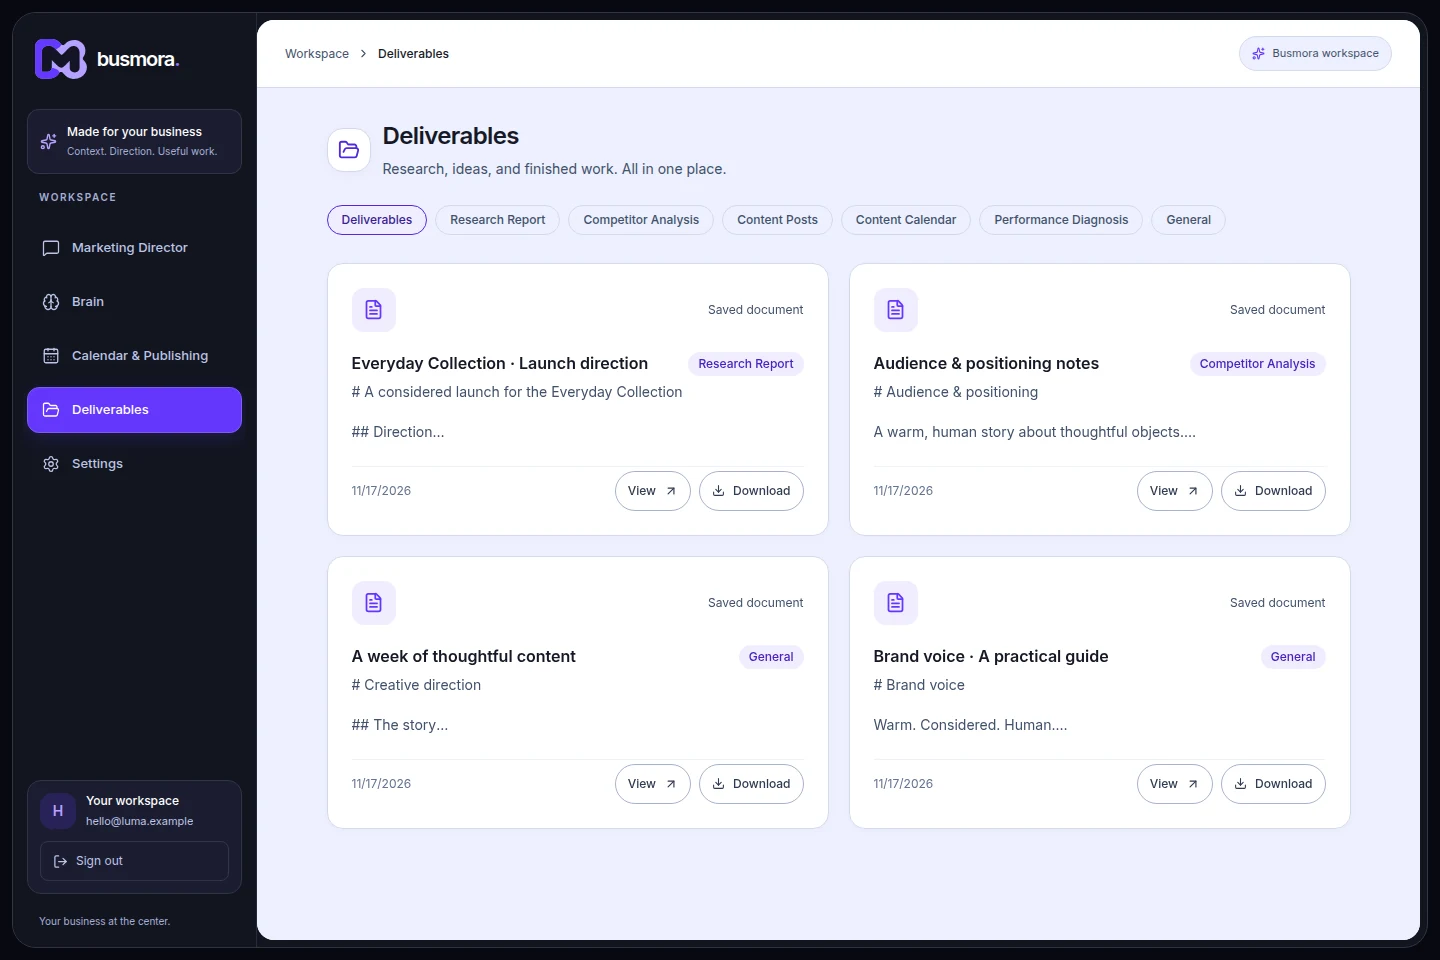 busmora.
Made for your business
Context. Direction. Useful work.
WORKSPACE
Marketing Director
Brain
Calendar & Publishing
Deliverables
Settings
H
Your workspace
hello@luma.example
Sign out
Your business at the center.
Workspace > Deliverables
Busmora workspace
Deliverables
Research, ideas, and finished work. All in one place.
Deliverables Research Report Competitor Analysis Content Posts Content Calendar Performance Diagnosis General
Saved document
Everyday Collection · Launch direction Research Report
# A considered launch for the Everyday Collection
## Direction...
11/17/2026 View Download
Saved document
Audience & positioning notes Competitor Analysis
# Audience & positioning
A warm, human story about thoughtful objects....
11/17/2026 View Download
Saved document
A week of thoughtful content General
# Creative direction
## The story...
11/17/2026 View Download
Saved document
Brand voice · A practical guide General
# Brand voice
Warm. Considered. Human....
11/17/2026 View Download